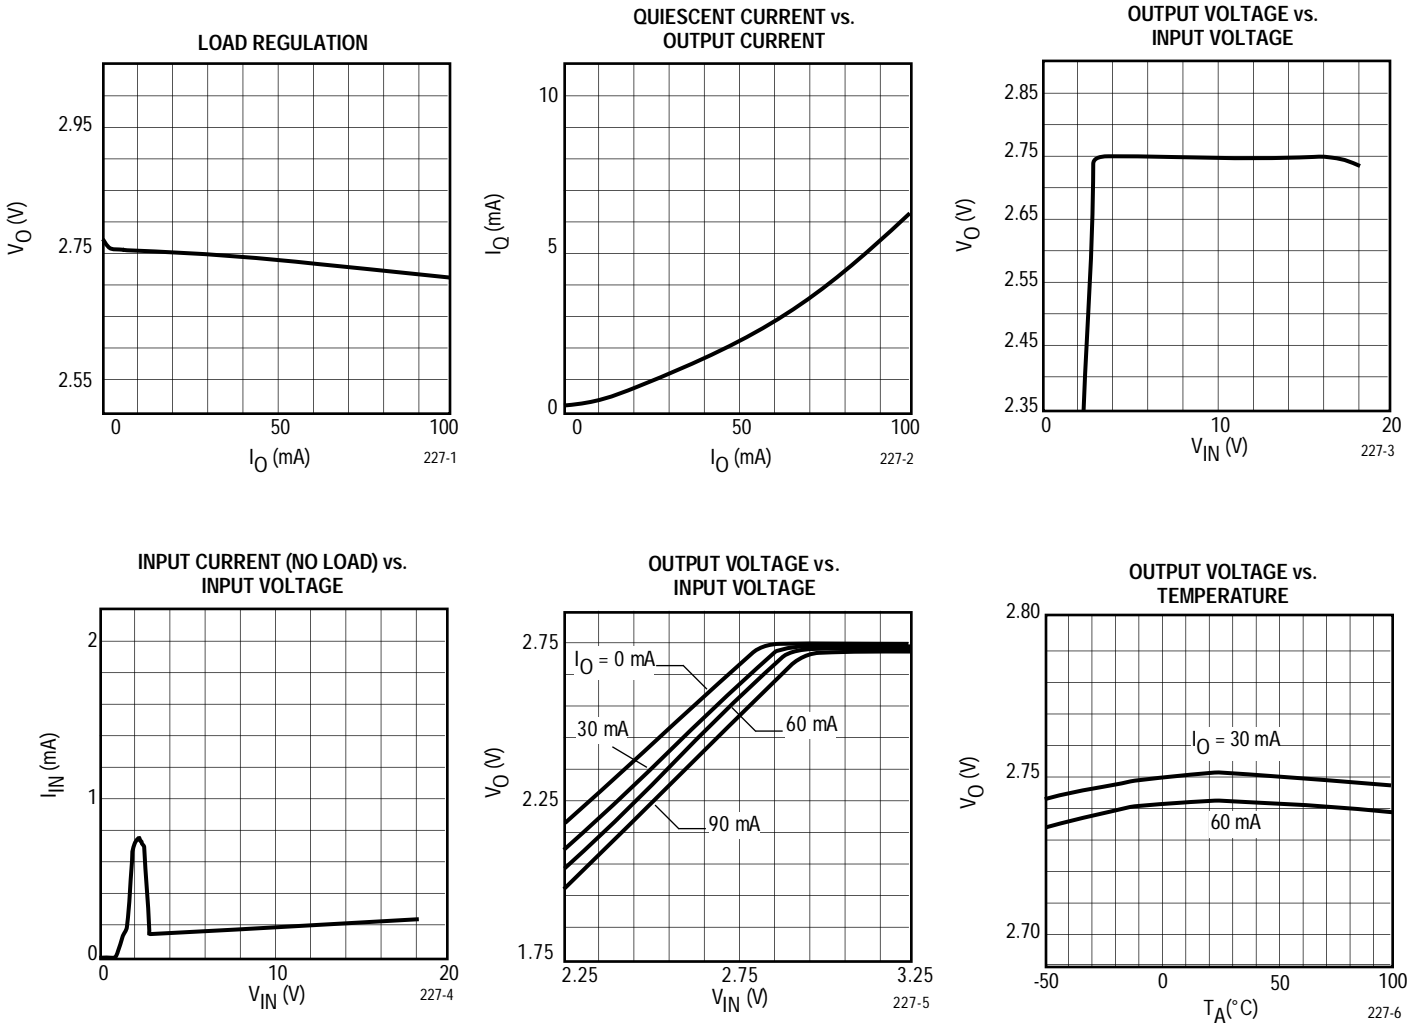 LOAD REGULATION
2.95
2.75
2.55
VO (V)
0 50 100
IO (mA)
227-1
QUIESCENT CURRENT vs.
OUTPUT CURRENT
10
5
0
IQ (mA)
0 50 100
IO (mA)
227-2
OUTPUT VOLTAGE vs.
INPUT VOLTAGE
2.85
2.75
2.65
2.55
2.45
2.35
VO (V)
0 10 20
VIN (V)
227-3
INPUT CURRENT (NO LOAD) vs.
INPUT VOLTAGE
2
1
0
IIN (mA)
0 10 20
VIN (V)
227-4
OUTPUT VOLTAGE vs.
INPUT VOLTAGE
2.75
2.25
1.75
VO (V)
IO = 0 mA
30 mA
60 mA
90 mA
2.25 2.75 3.25
VIN (V)
227-5
OUTPUT VOLTAGE vs.
TEMPERATURE
2.80
2.75
2.70
VO (V)
IO = 30 mA
60 mA
-50 0 50 100
TA(°C)
227-6